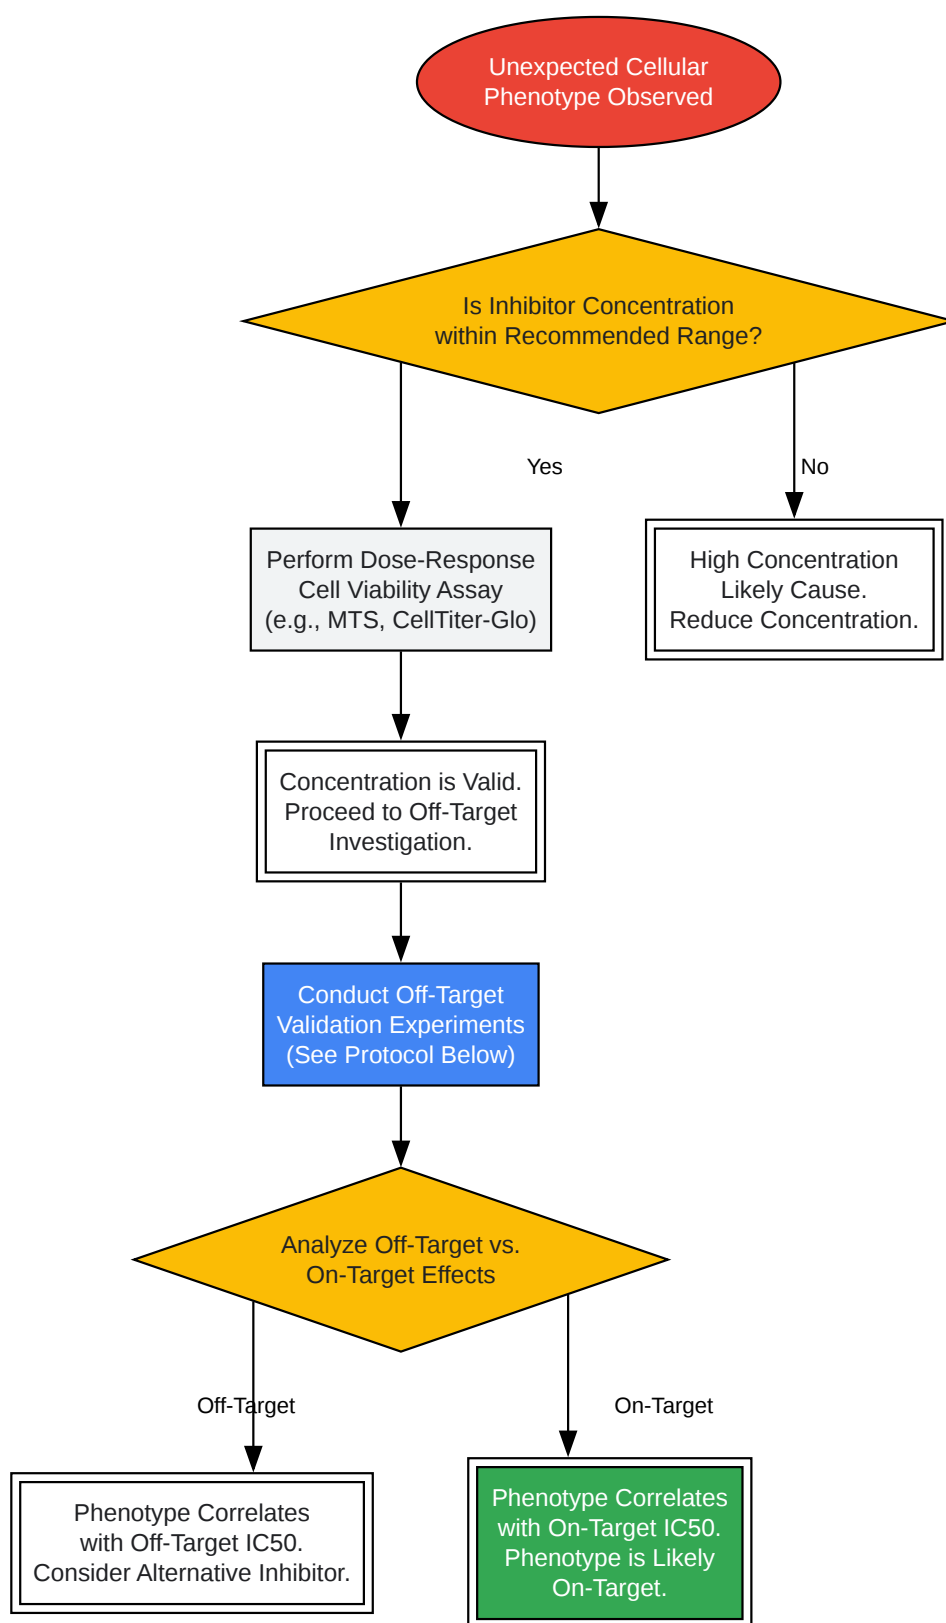 Unexpected Cellular
Phenotype Observed
Is Inhibitor Concentration
within Recommended Range?
Yes
No
Perform Dose-Response
Cell Viability Assay
(e.g., MTS, CellTiter-Glo)
High Concentration
Likely Cause.
Reduce Concentration.
Concentration is Valid.
Proceed to Off-Target
Investigation.
Conduct Off-Target
Validation Experiments
(See Protocol Below)
Analyze Off-Target vs.
On-Target Effects
Off-Target
On-Target
Phenotype Correlates
with Off-Target IC50.
Consider Alternative Inhibitor.
Phenotype Correlates
with On-Target IC50.
Phenotype is Likely
On-Target.